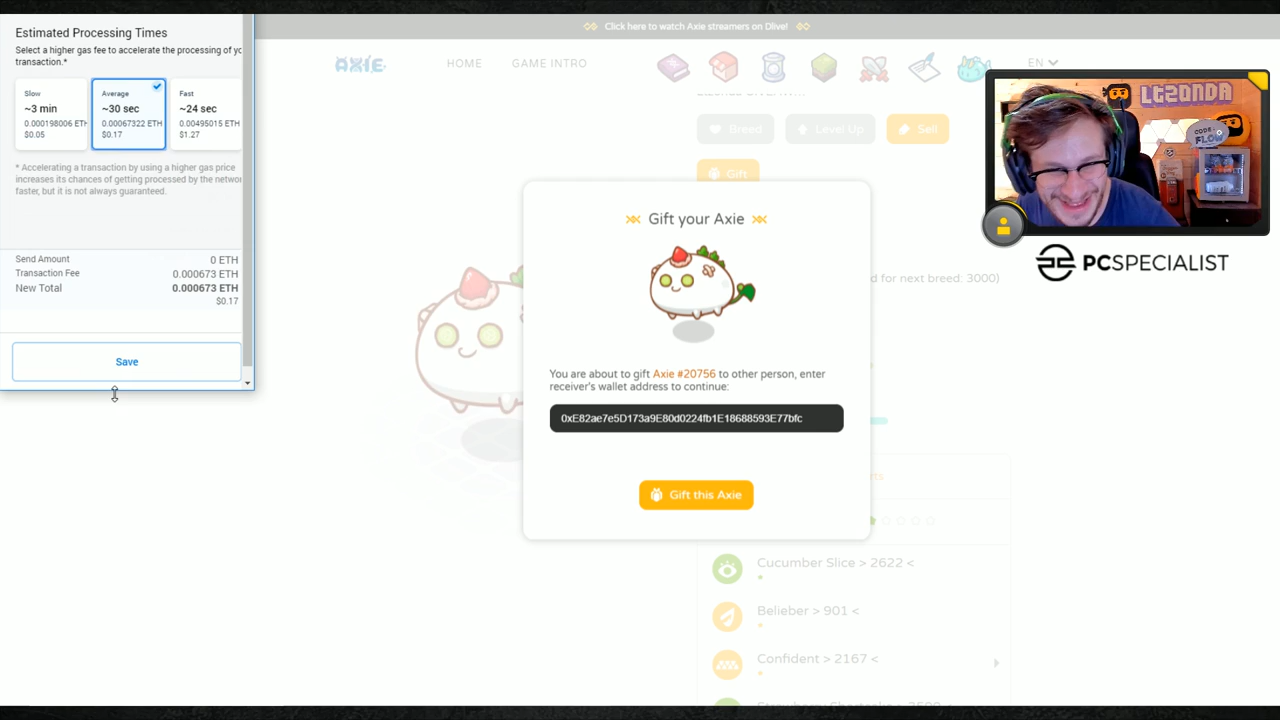 Estimated Processing Times
Select a higher gas fee to accelerate the processing of yo
transaction.*
Slow
~3 min
0.000198006 ETH
$0.05
Average
~30 sec
0.00067322 ETH
$0.17
Fast
~24 sec
0.00495015 ETH
$1.27
* Accelerating a transaction by using a higher gas price
increases its chances of getting processed by the networ
faster, but it is not always guaranteed.
Send Amount 0 ETH
Transaction Fee 0.000673 ETH
New Total 0.000673 ETH
$0.17
Save
Click here to watch Axie streamers on Dlive!
AXIE
HOME
GAME INTRO
EN
Breed
Level Up
Sell
Gift
Gift your Axie
d for next breed: 3000)
You are about to gift Axie #20756 to other person, enter
receiver's wallet address to continue:
0xE82ae7e5D173a9E80d0224fb1E18688593E77bfc
Gift this Axie
rts
Cucumber Slice > 2622 <
*
Belieber > 901 <
*
Confident > 2167 <
*
LTZONDA
CODE
FLOW
PCSPECIALIST